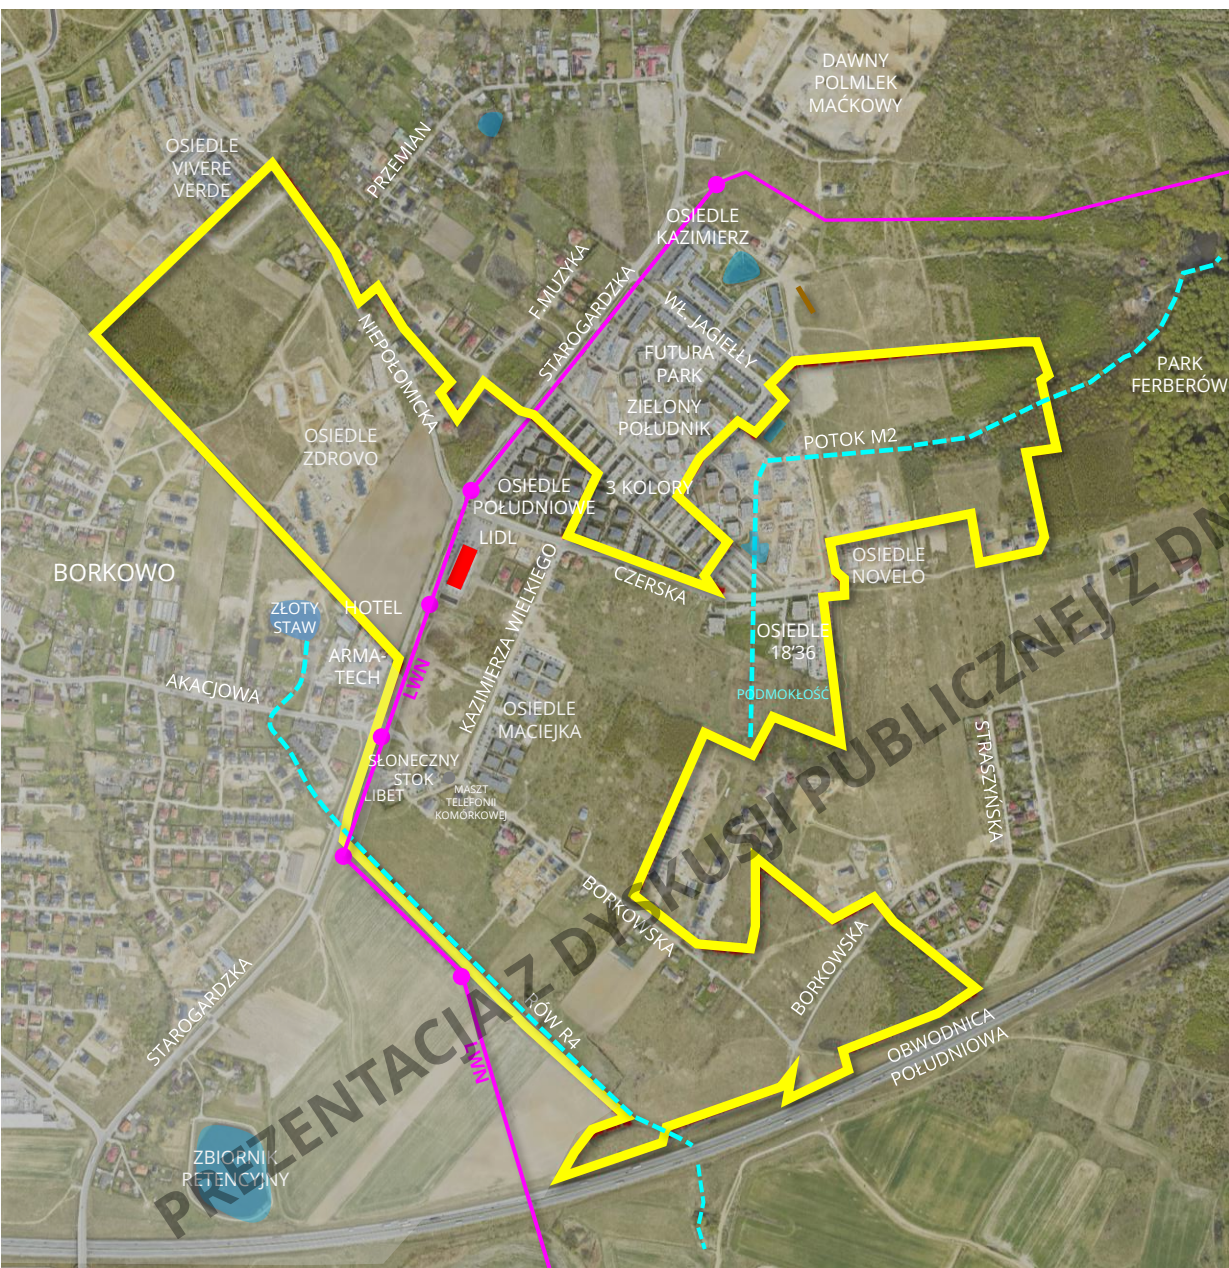 DAWNY
POLMLEK
MAĆKOWY
OSIEDLE
VIVERE
VERDE
PRZEMIAN
OSIEDLE
KAZIMIERZ
F.MUZYKA
STAROGARDZKA
WŁ. JAGIEŁŁY
NIEPOŁOMICKA
FUTURA
PARK
PARK
FERBERÓW
ZIELONY
POŁUDNIK
OSIEDLE
ZDROVO
POTOK M2
OSIEDLE
POŁUDNIOWE
3 KOLORY
LIDL
OSIEDLE
NOVELO
BORKOWO
CZERSKA
HOTEL
ZŁOTY
STAW
KAZIMIERZA WIELKIEGO
OSIEDLE
18'36
ARMA-
TECH
LWN
AKACJOWA
PODMOKŁOŚĆ
OSIEDLE
MACIEJKA
STRASZYŃSKA
SŁONECZNY
STOK
LIBET
MASZT
TELEFONII
KOMÓRKOWEJ
BORKOWSKA
BORKOWSKA
STAROGARDZKA
RÓW R4
LWN
OBWODNICA
POŁUDNIOWA
ZBIORNIK
RETENCYJNY
PREZENTACJA Z DYSKUSJI PUBLICZNEJ Z DN